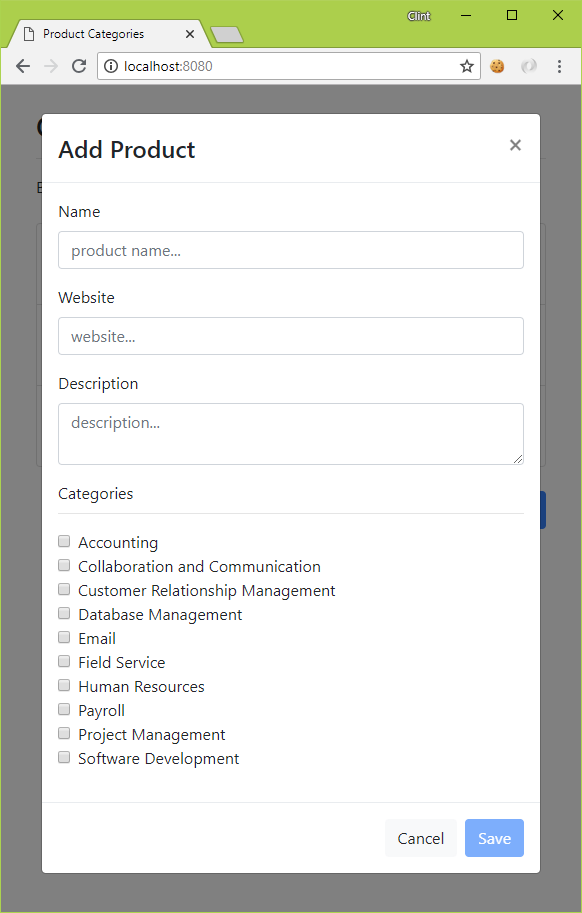 Clint
Product Categories
localhost:8080
Add Product
Name
product name...
Website
website...
Description
description...
Categories
Accounting
Collaboration and Communication
Customer Relationship Management
Database Management
Email
Field Service
Human Resources
Payroll
Project Management
Software Development
Cancel Save